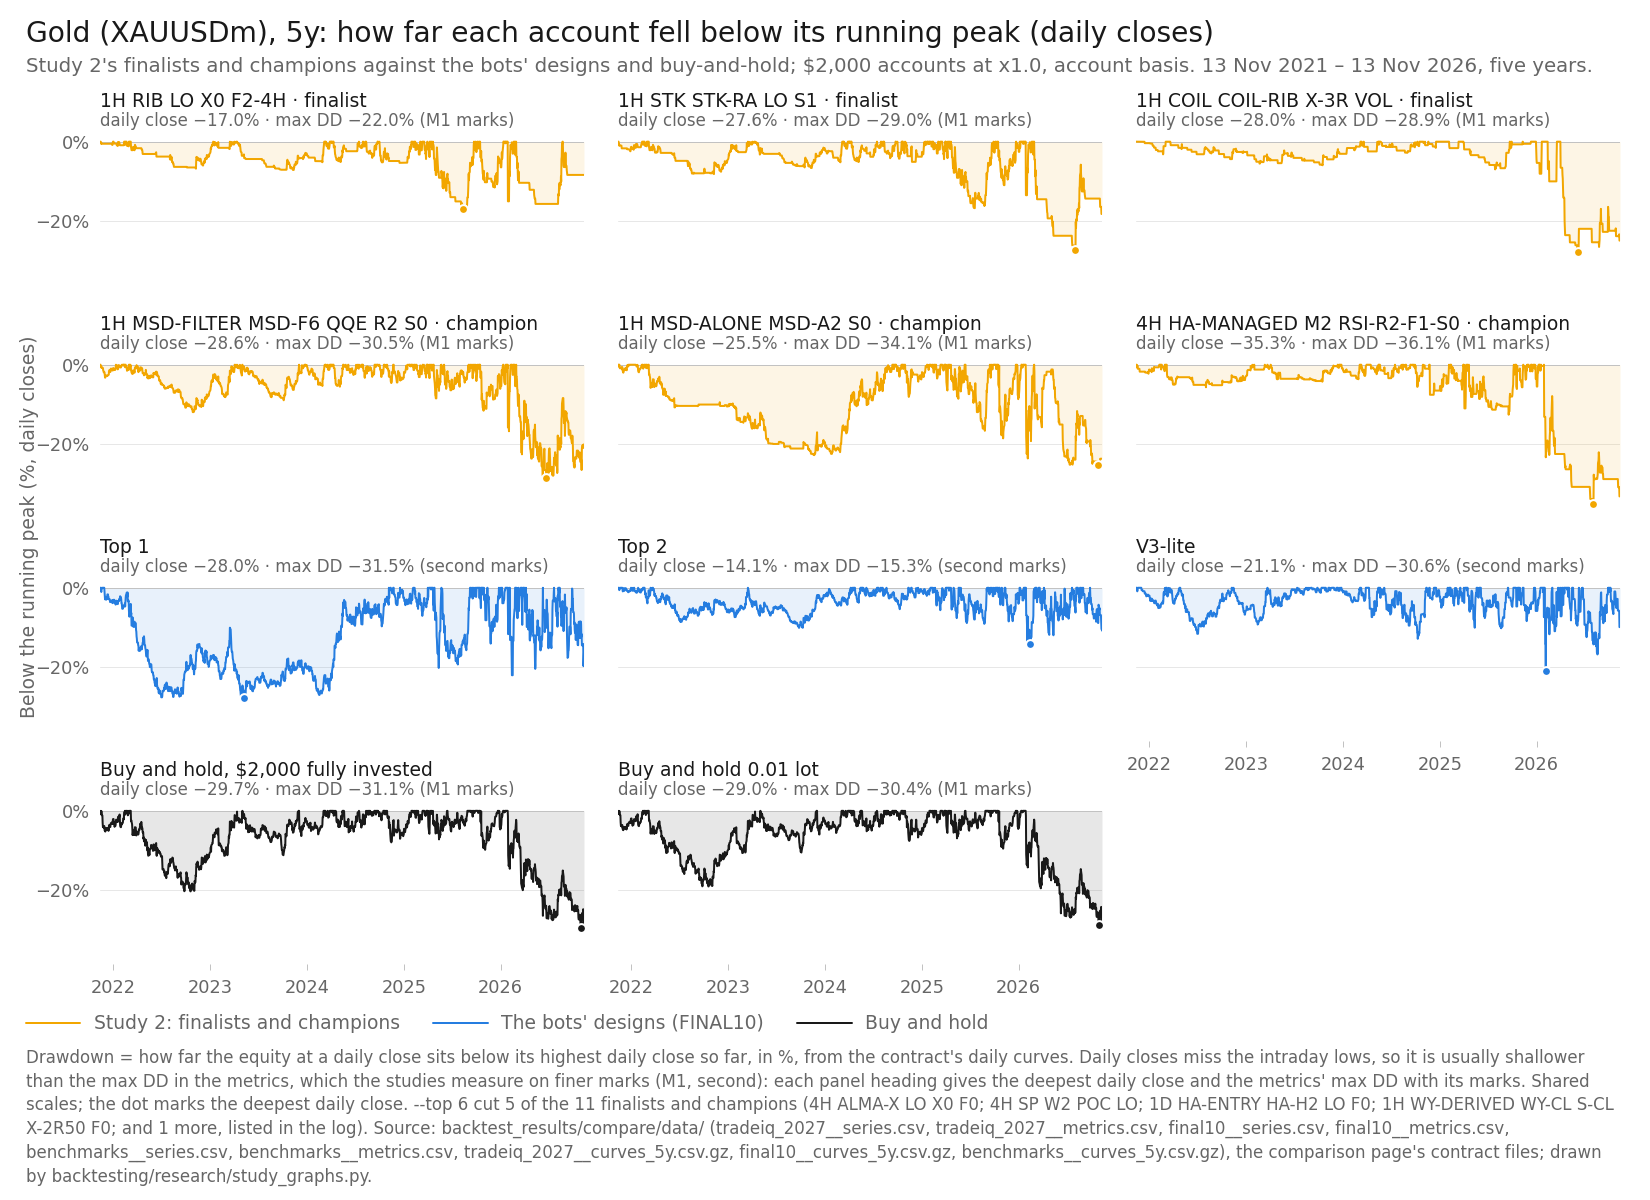 Gold (XAUUSDm), 5y: how far each account fell below its running peak (daily closes)
Study 2's finalists and champions against the bots' designs and buy-and-hold; $2,000 accounts at x1.0, account basis. 13 Nov 2021 – 13 Nov 2026, five years.
1H RIB LO X0 F2-4H · finalist
daily close −17.0% · max DD −22.0% (M1 marks)
1H STK STK-RA LO S1 · finalist
daily close −27.6% · max DD −29.0% (M1 marks)
1H COIL COIL-RIB X-3R VOL · finalist
daily close −28.0% · max DD −28.9% (M1 marks)
0%
−20%
1H MSD-FILTER MSD-F6 QQE R2 S0 · champion
daily close −28.6% · max DD −30.5% (M1 marks)
1H MSD-ALONE MSD-A2 S0 · champion
daily close −25.5% · max DD −34.1% (M1 marks)
4H HA-MANAGED M2 RSI-R2-F1-S0 · champion
daily close −35.3% · max DD −36.1% (M1 marks)
0%
−20%
Below the running peak (%, daily closes)
Top 1
daily close −28.0% · max DD −31.5% (second marks)
Top 2
daily close −14.1% · max DD −15.3% (second marks)
V3-lite
daily close −21.1% · max DD −30.6% (second marks)
0%
−20%
2022 2023 2024 2025 2026
Buy and hold, $2,000 fully invested
daily close −29.7% · max DD −31.1% (M1 marks)
Buy and hold 0.01 lot
daily close −29.0% · max DD −30.4% (M1 marks)
0%
−20%
2022 2023 2024 2025 2026
2022 2023 2024 2025 2026
Study 2: finalists and champions
The bots' designs (FINAL10)
Buy and hold
Drawdown = how far the equity at a daily close sits below its highest daily close so far, in %, from the contract's daily curves. Daily closes miss the intraday lows, so it is usually shallower
than the max DD in the metrics, which the studies measure on finer marks (M1, second): each panel heading gives the deepest daily close and the metrics' max DD with its marks. Shared
scales; the dot marks the deepest daily close. --top 6 cut 5 of the 11 finalists and champions (4H ALMA-X LO X0 F0; 4H SP W2 POC LO; 1D HA-ENTRY HA-H2 LO F0; 1H WY-DERIVED WY-CL S-CL
X-2R50 F0; and 1 more, listed in the log). Source: backtest_results/compare/data/ (tradeiq_2027__series.csv, tradeiq_2027__metrics.csv, final10__series.csv, final10__metrics.csv,
benchmarks__series.csv, benchmarks__metrics.csv, tradeiq_2027__curves_5y.csv.gz, final10__curves_5y.csv.gz, benchmarks__curves_5y.csv.gz), the comparison page's contract files; drawn
by backtesting/research/study_graphs.py.